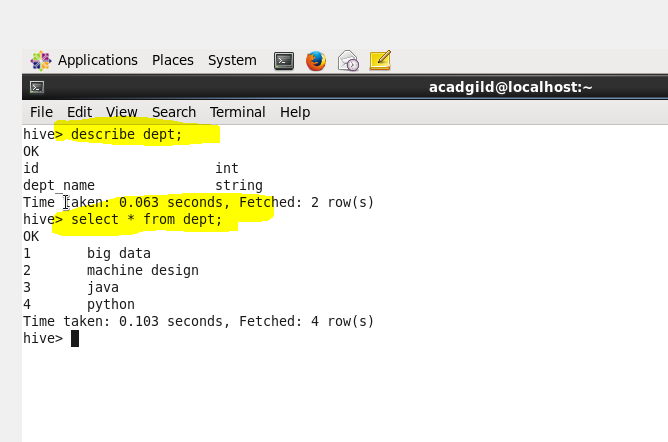 Applications Places System
acadgild@localhost:~
File Edit View Search Terminal Help
hive> describe dept;
OK
id int
dept_name string
Time taken: 0.063 seconds, Fetched: 2 row(s)
hive> select * from dept;
OK
1 big data
2 machine design
3 java
4 python
Time taken: 0.103 seconds, Fetched: 4 row(s)
hive>